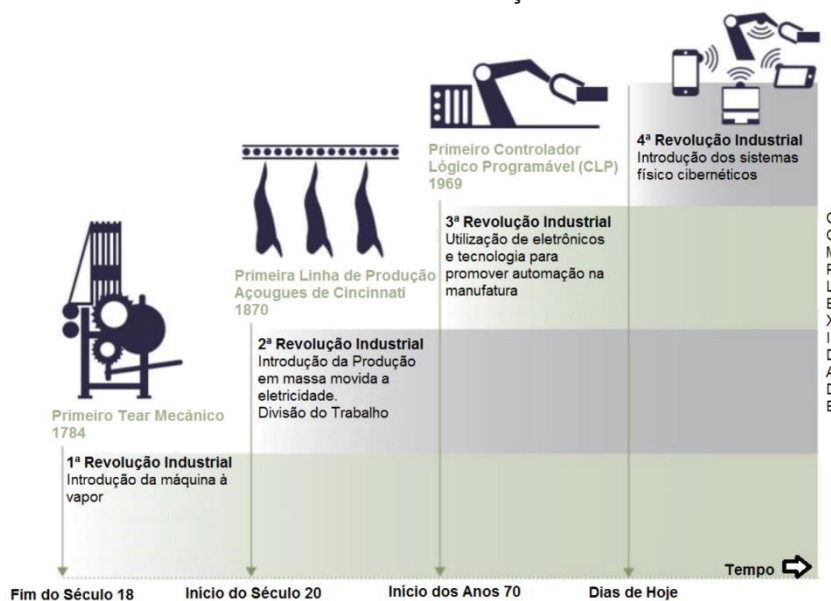 4ª Revolução Industrial
Introdução dos sistemas
físico cibernéticos
Primeiro Controlador
Lógico Programável (CLP)
1969
3ª Revolução Industrial
Utilização de eletrônicos
e tecnologia para
promover automação na
manufatura
Primeira Linha de Produção
Açougues de Cincinnati
1870
2ª Revolução Industrial
Introdução da Produção
em massa movida a
eletricidade.
Divisão do Trabalho
Primeiro Tear Mecânico
1784
1ª Revolução Industrial
Introdução da máquina à
vapor
Tempo
Fim do Século 18
Início do Século 20
Início dos Anos 70
Dias de Hoje